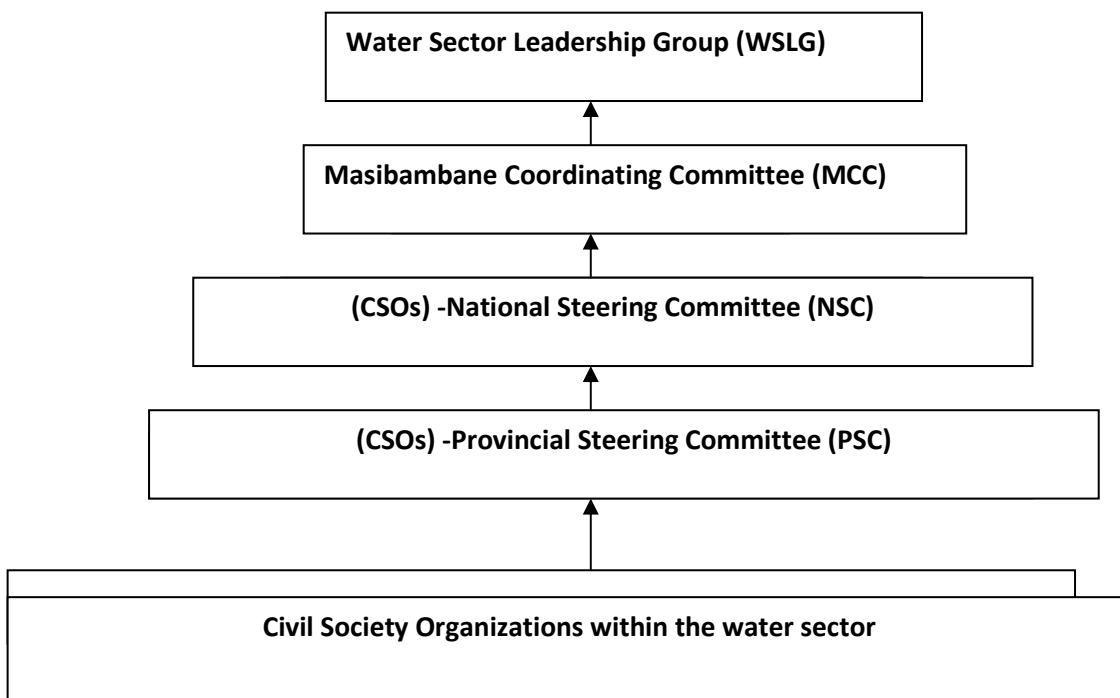 Water Sector Leadership Group (WSLG)
Masibambane Coordinating Committee (MCC)
(CSOs) -National Steering Committee (NSC)
(CSOs) -Provincial Steering Committee (PSC)
Civil Society Organizations within the water sector